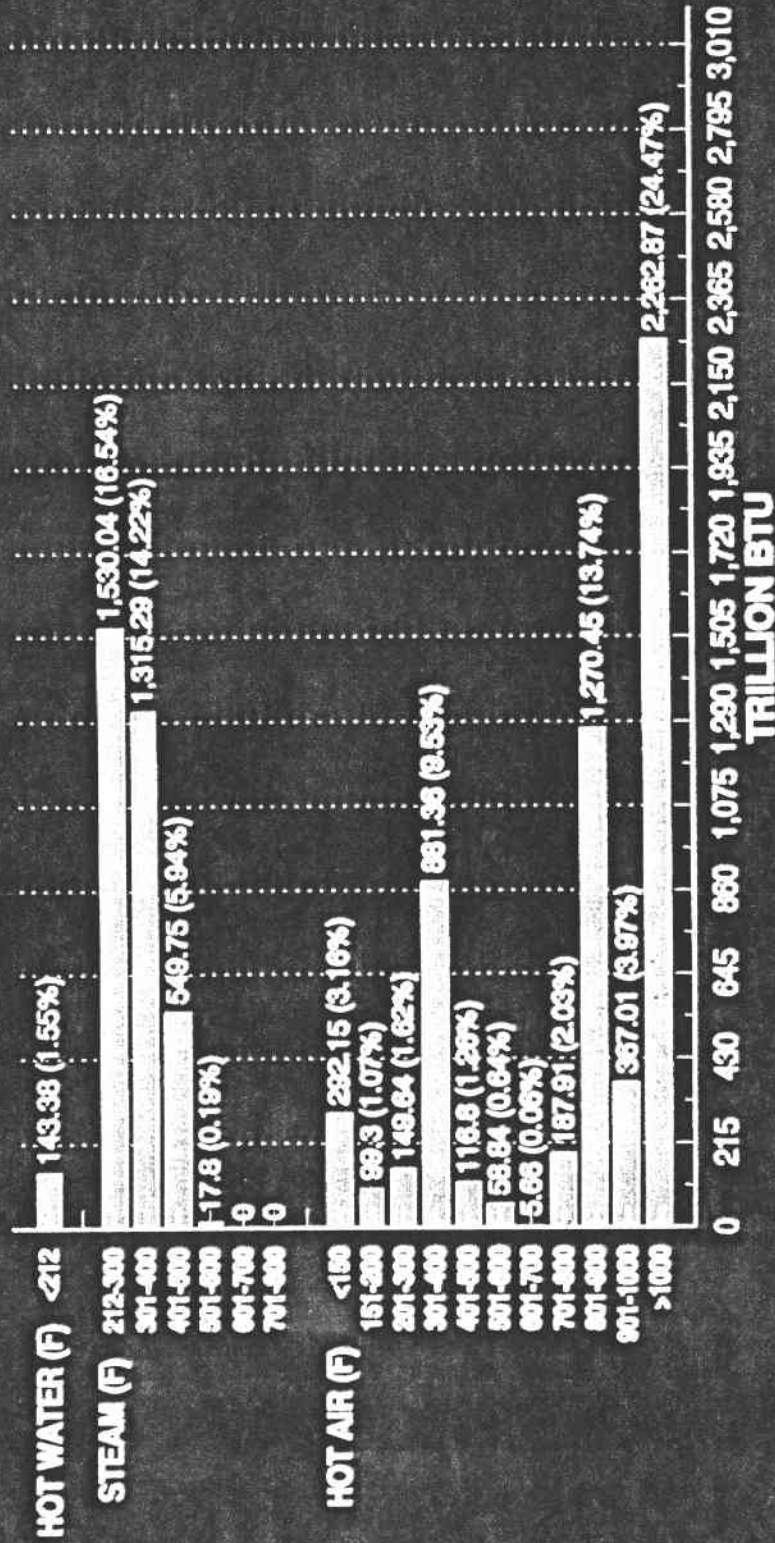 HOT WATER (F) <212 143.38 (1.55%)
STEAM (F) 212-300 1,530.04 (16.54%)
301-400 1,315.29 (14.22%)
401-500 549.75 (5.94%)
501-600 17.8 (0.19%)
601-700 0
701-800 0
HOT AIR (F) <150 292.15 (3.16%)
151-200 99.3 (1.07%)
201-300 149.64 (1.62%)
301-400 881.36 (9.53%)
401-500 116.8 (1.26%)
501-600 58.84 (0.64%)
601-700 5.66 (0.06%)
701-800 187.91 (2.03%)
801-900 1,270.45 (13.74%)
901-1000 367.01 (3.97%)
>1000 2,262.87 (24.47%)
0 215 430 645 860 1,075 1,290 1,505 1,720 1,935 2,150 2,365 2,580 2,795 3,010
TRILLION BTU